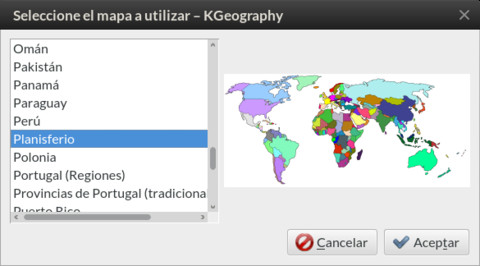 Seleccione el mapa a utilizar – KGeography
Omán
Pakistán
Panamá
Paraguay
Perú
Planisferio
Polonia
Portugal (Regiones)
Provincias de Portugal (tradiciona
Puerto Rico
Cancelar
Aceptar